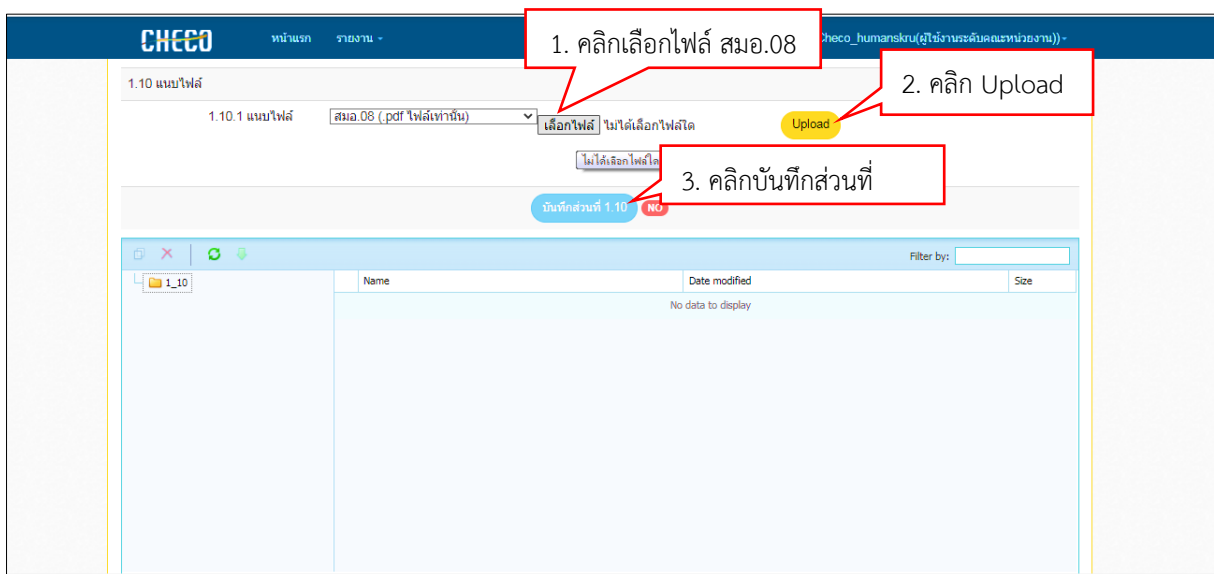 CHECO หน้าแรก รายงาน
1. คลิกเลือกไฟล์ สมอ.08
Checo_humanskru(ผู้ใช้งานระดับคณะหน่วยงาน))
1.10 แนบไฟล์
2. คลิก Upload
1.10.1 แนบไฟล์ สมอ.08 (.pdf ไฟล์เท่านั้น) เลือกไฟล์ ไม่ได้เลือกไฟล์ใด Upload
ไม่ได้เลือกไฟล์ใด
3. คลิกบันทึกส่วนที่
บันทึกส่วนที่ 1.10 NO
Filter by:
1_10 Name Date modified Size
No data to display